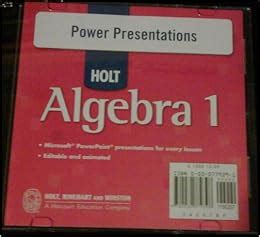 Power Presentations
HOLT
Algebra 1
• Microsoft® PowerPoint® presentations for every lesson
• Editable and animated
HOLT, RINEHART AND WINSTON
A Harcourt Education Company